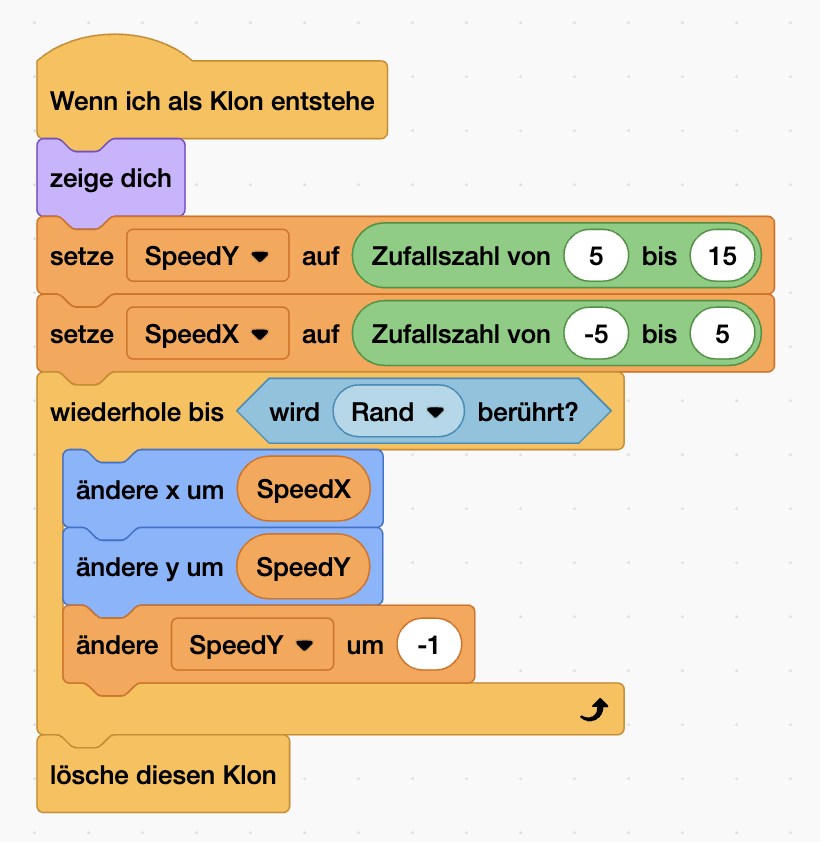 Wenn ich als Klon entstehe
zeige dich
setze SpeedY auf Zufallszahl von 5 bis 15
setze SpeedX auf Zufallszahl von -5 bis 5
wiederhole bis wird Rand berührt?
ändere x um SpeedX
ändere y um SpeedY
ändere SpeedY um -1
lösche diesen Klon